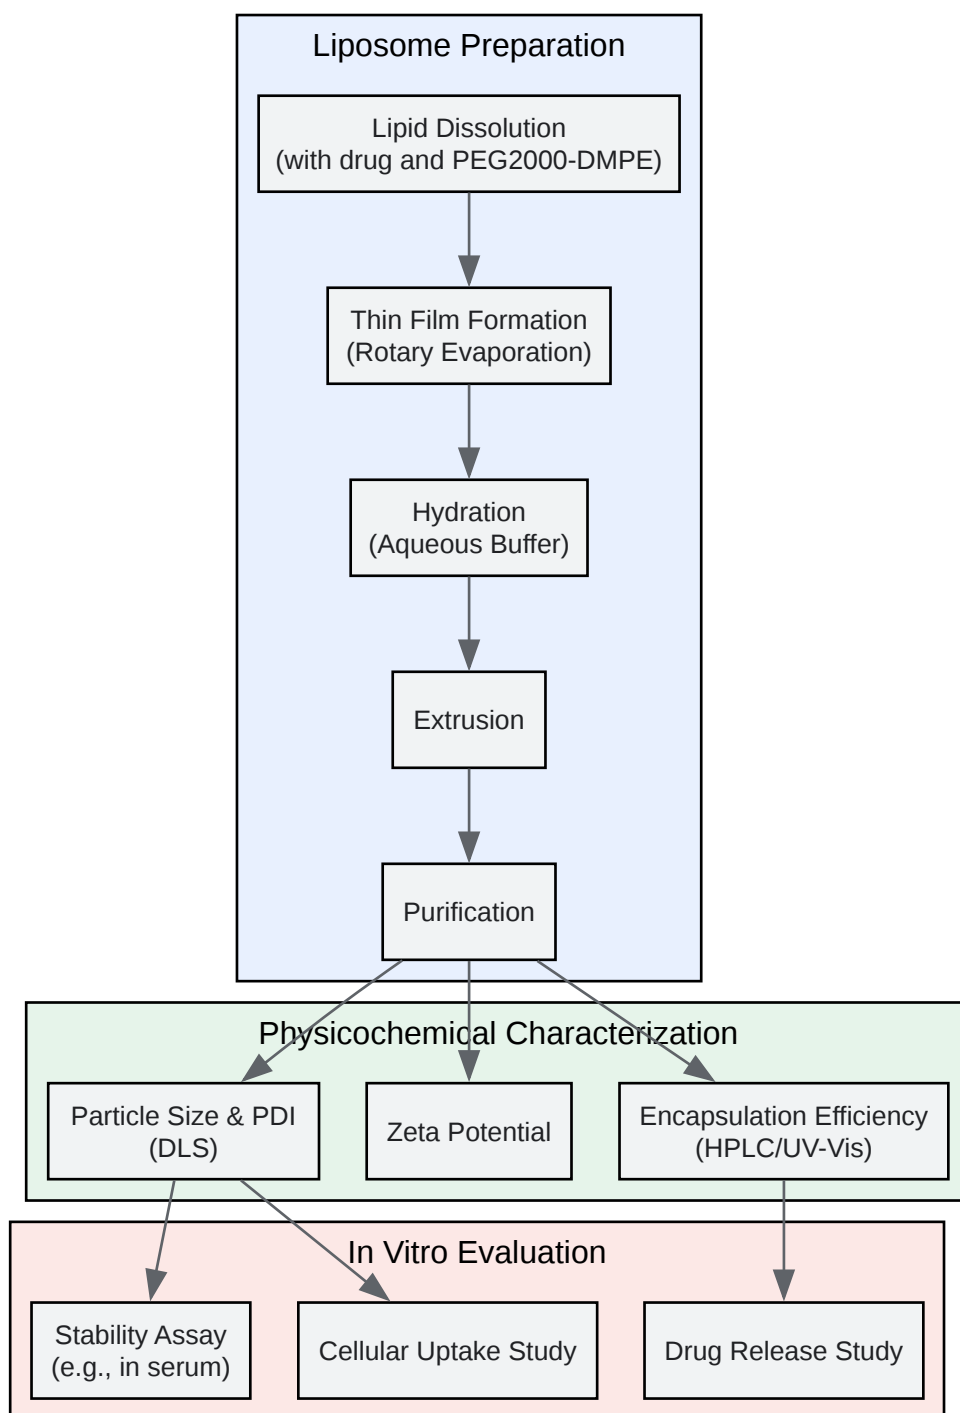 Liposome Preparation
Lipid Dissolution
(with drug and PEG2000-DMPE)
Thin Film Formation
(Rotary Evaporation)
Hydration
(Aqueous Buffer)
Extrusion
Purification
Physicochemical Characterization
Particle Size & PDI
(DLS)
Zeta Potential
Encapsulation Efficiency
(HPLC/UV-Vis)
In Vitro Evaluation
Stability Assay
(e.g., in serum)
Cellular Uptake Study
Drug Release Study